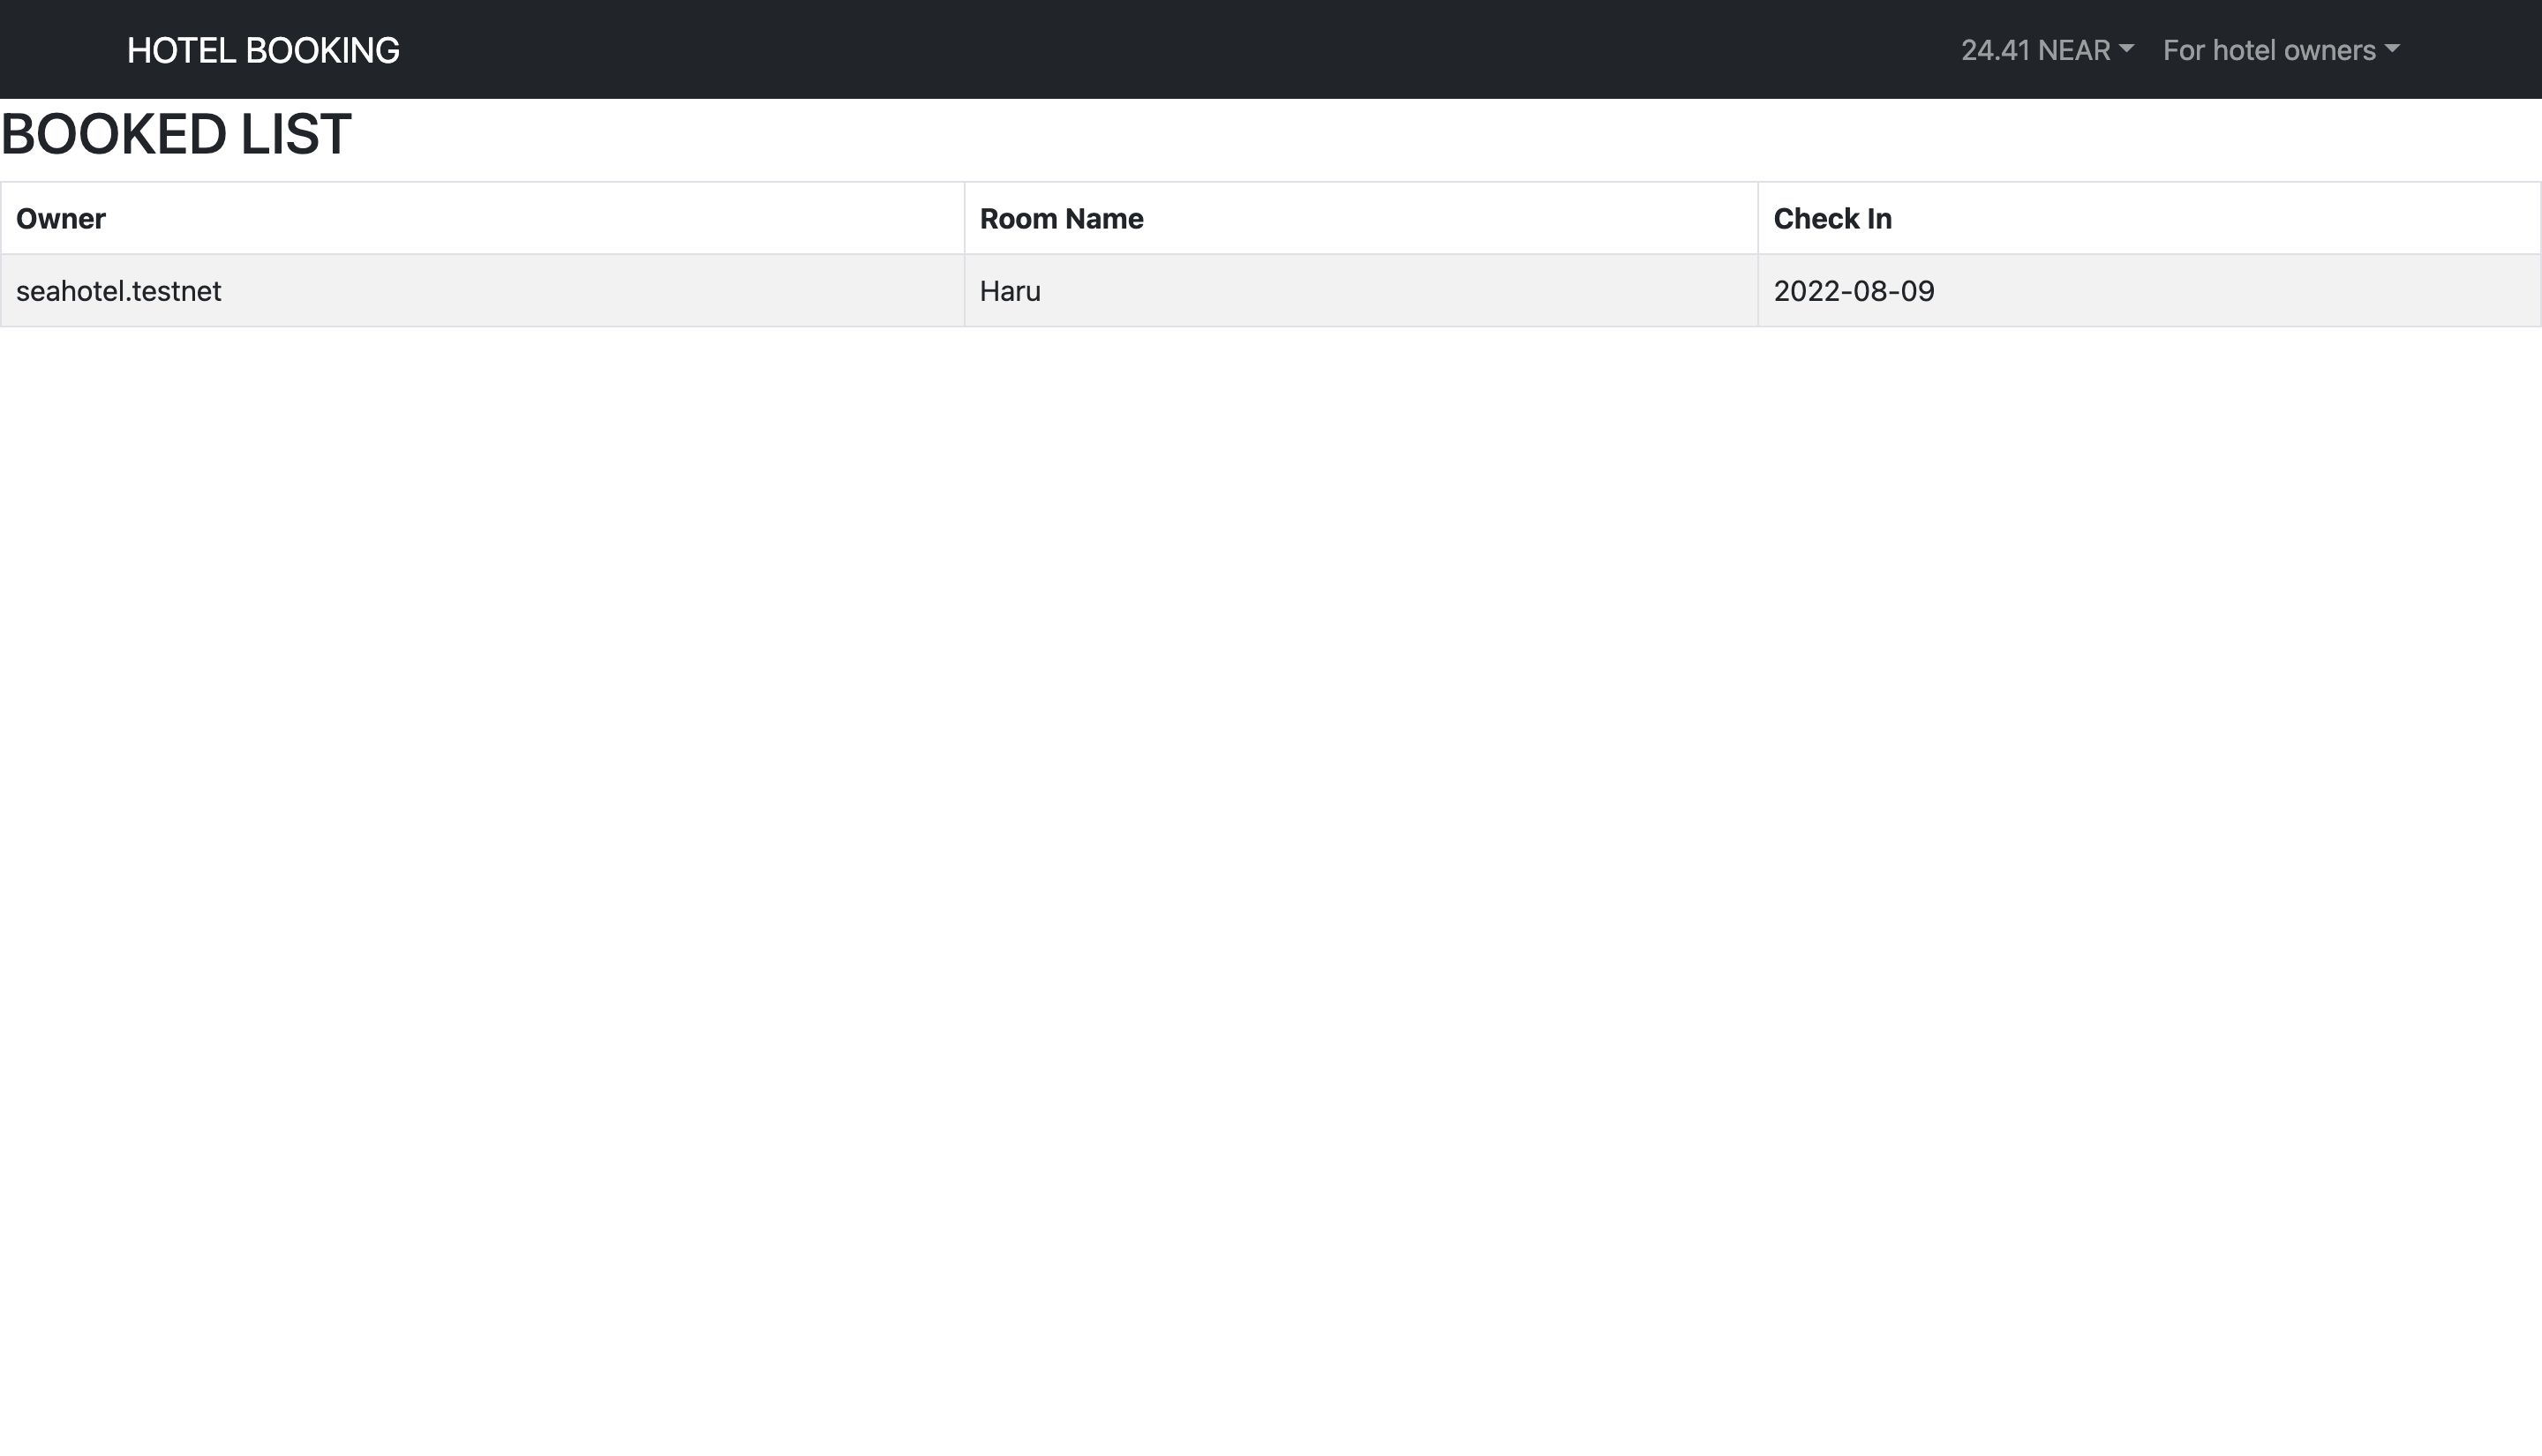 HOTEL BOOKING 24.41 NEAR For hotel owners
BOOKED LIST
Owner Room Name Check In
seahotel.testnet Haru 2022-08-09